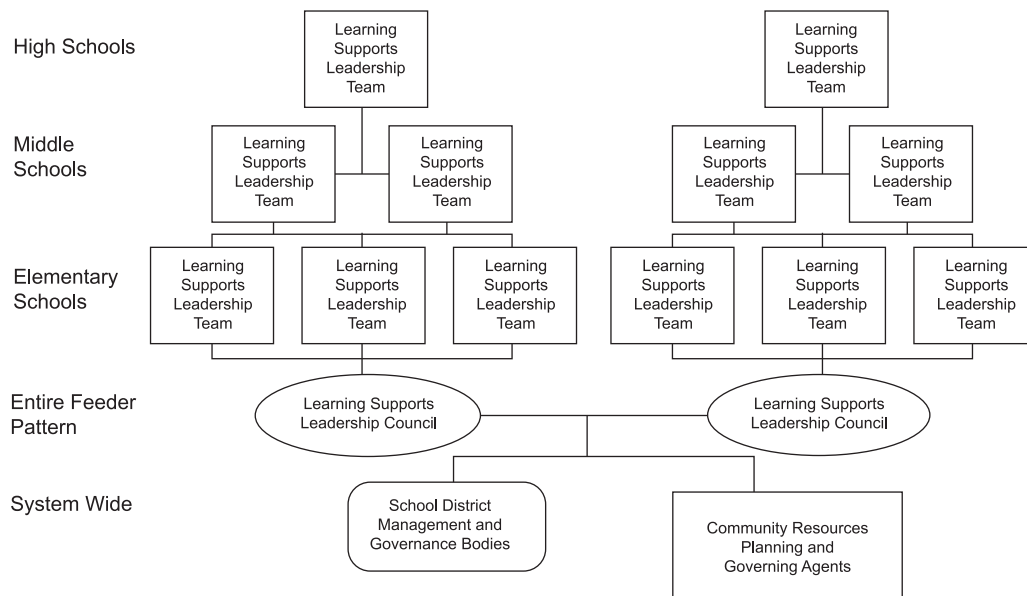 High Schools
Learning
Supports
Leadership
Team
Learning
Supports
Leadership
Team
Middle
Schools
Learning
Supports
Leadership
Team
Learning
Supports
Leadership
Team
Learning
Supports
Leadership
Team
Learning
Supports
Leadership
Team
Elementary
Schools
Learning
Supports
Leadership
Team
Learning
Supports
Leadership
Team
Learning
Supports
Leadership
Team
Learning
Supports
Leadership
Team
Learning
Supports
Leadership
Team
Learning
Supports
Leadership
Team
Entire Feeder
Pattern
Learning Supports
Leadership Council
Learning Supports
Leadership Council
System Wide
School District
Management and
Governance Bodies
Community Resources
Planning and
Governing Agents